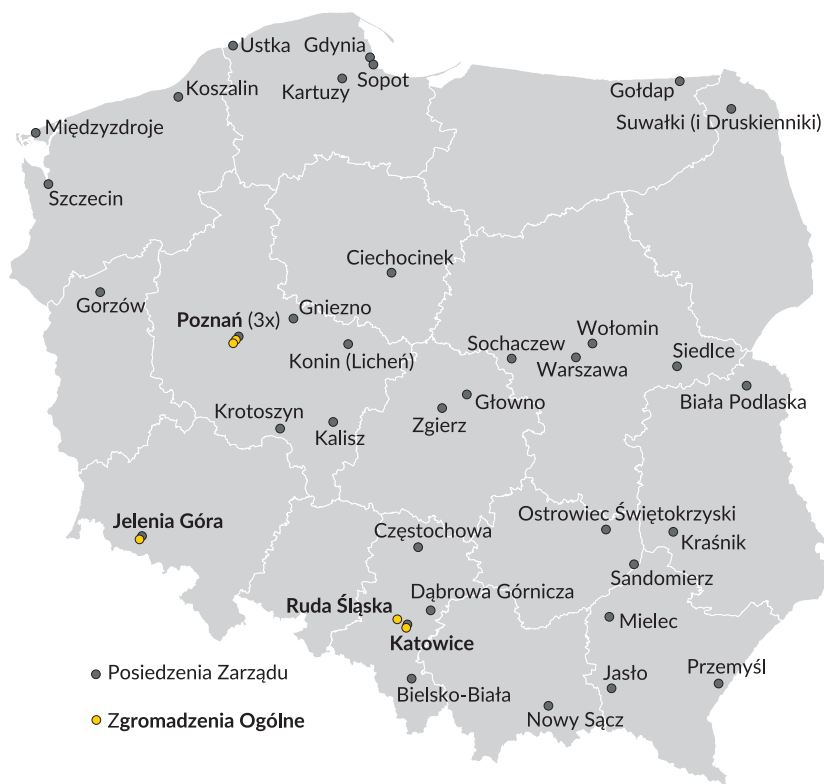 Ustka
Gdynia
Sopot
Kartuzy
Koszalin
Gołdap
Suwałki (i Druskienniki)
Międzyzdroje
Szczecin
Ciechocinek
Gorzów
Gniezno
Poznań (3x)
Konin (Licheń)
Sochaczew
Wołomin
Warszawa
Siedlce
Biała Podlaska
Głowno
Zgierz
Krotoszyn
Kalisz
Jelenia Góra
Częstochowa
Ostrowiec Świętokrzyski
Kraśnik
Sandomierz
Dąbrowa Górnicza
Ruda Śląska
Katowice
Mielec
Bielsko-Biała
Nowy Sącz
Jasło
Przemyśl
Posiedzenia Zarządu
Zgromadzenia Ogólne